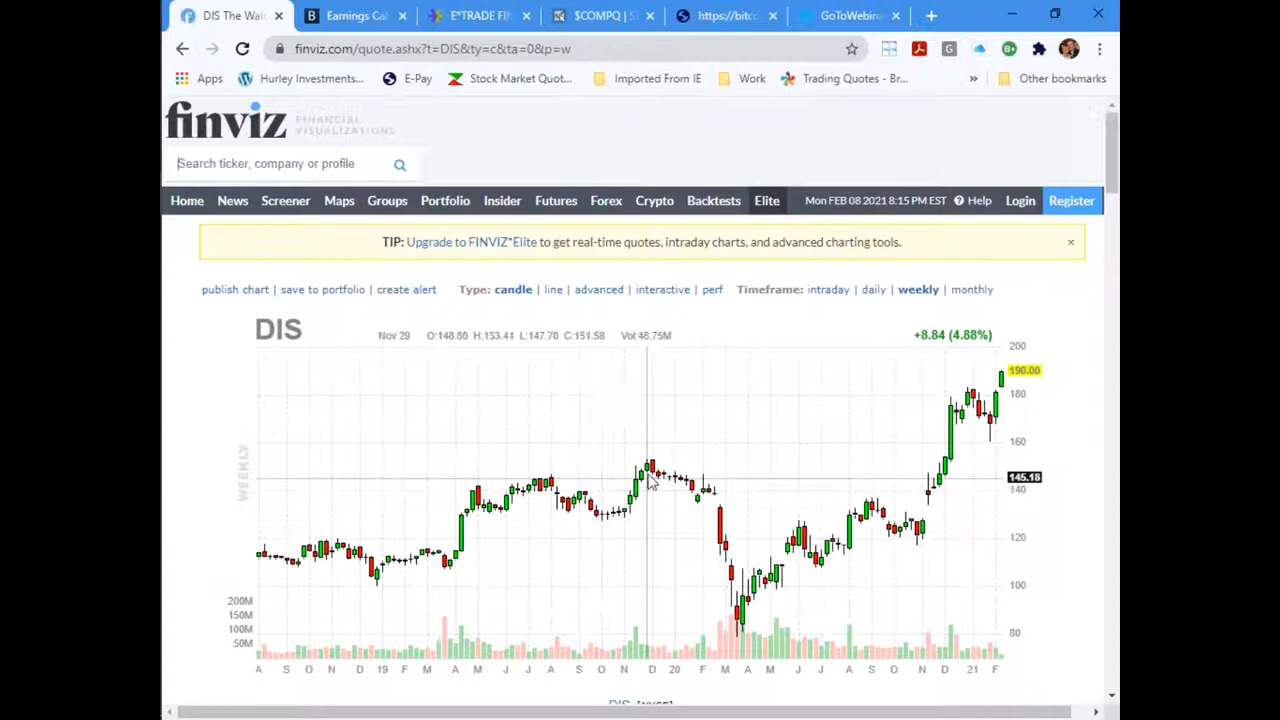 DIS The Walt
Earnings Cal
E*TRADE FI
$COMPQ | S
https://bitco
GoToWebina
finviz.com/quote.ashx?t=DIS&ty=c&ta=0&p=w
Apps
Hurley Investments...
E-Pay
Stock Market Quot...
Imported From IE
Work
Trading Quotes - Br...
»
Other bookmarks
finviz FINANCIAL VISUALIZATIONS
Search ticker, company or profile
Home News Screener Maps Groups Portfolio Insider Futures Forex Crypto Backtests Elite Mon FEB 08 2021 8:15 PM EST Help Login Register
TIP: Upgrade to FINVIZ*Elite to get real-time quotes, intraday charts, and advanced charting tools. ×
publish chart | save to portfolio | create alert Type: candle | line | advanced | interactive | perf Timeframe: intraday | daily | weekly | monthly
DIS Nov 29 O:148.80 H:153.41 L:147.70 C:151.58 Vol:48.75M +8.84 (4.88%)
200
190.00
180
160
145.18
140
120
100
80
WEEKLY
200M
150M
100M
50M
A S O N D 19 F M A M J J A S O N D 20 F M A M J J A S O N D 21 F